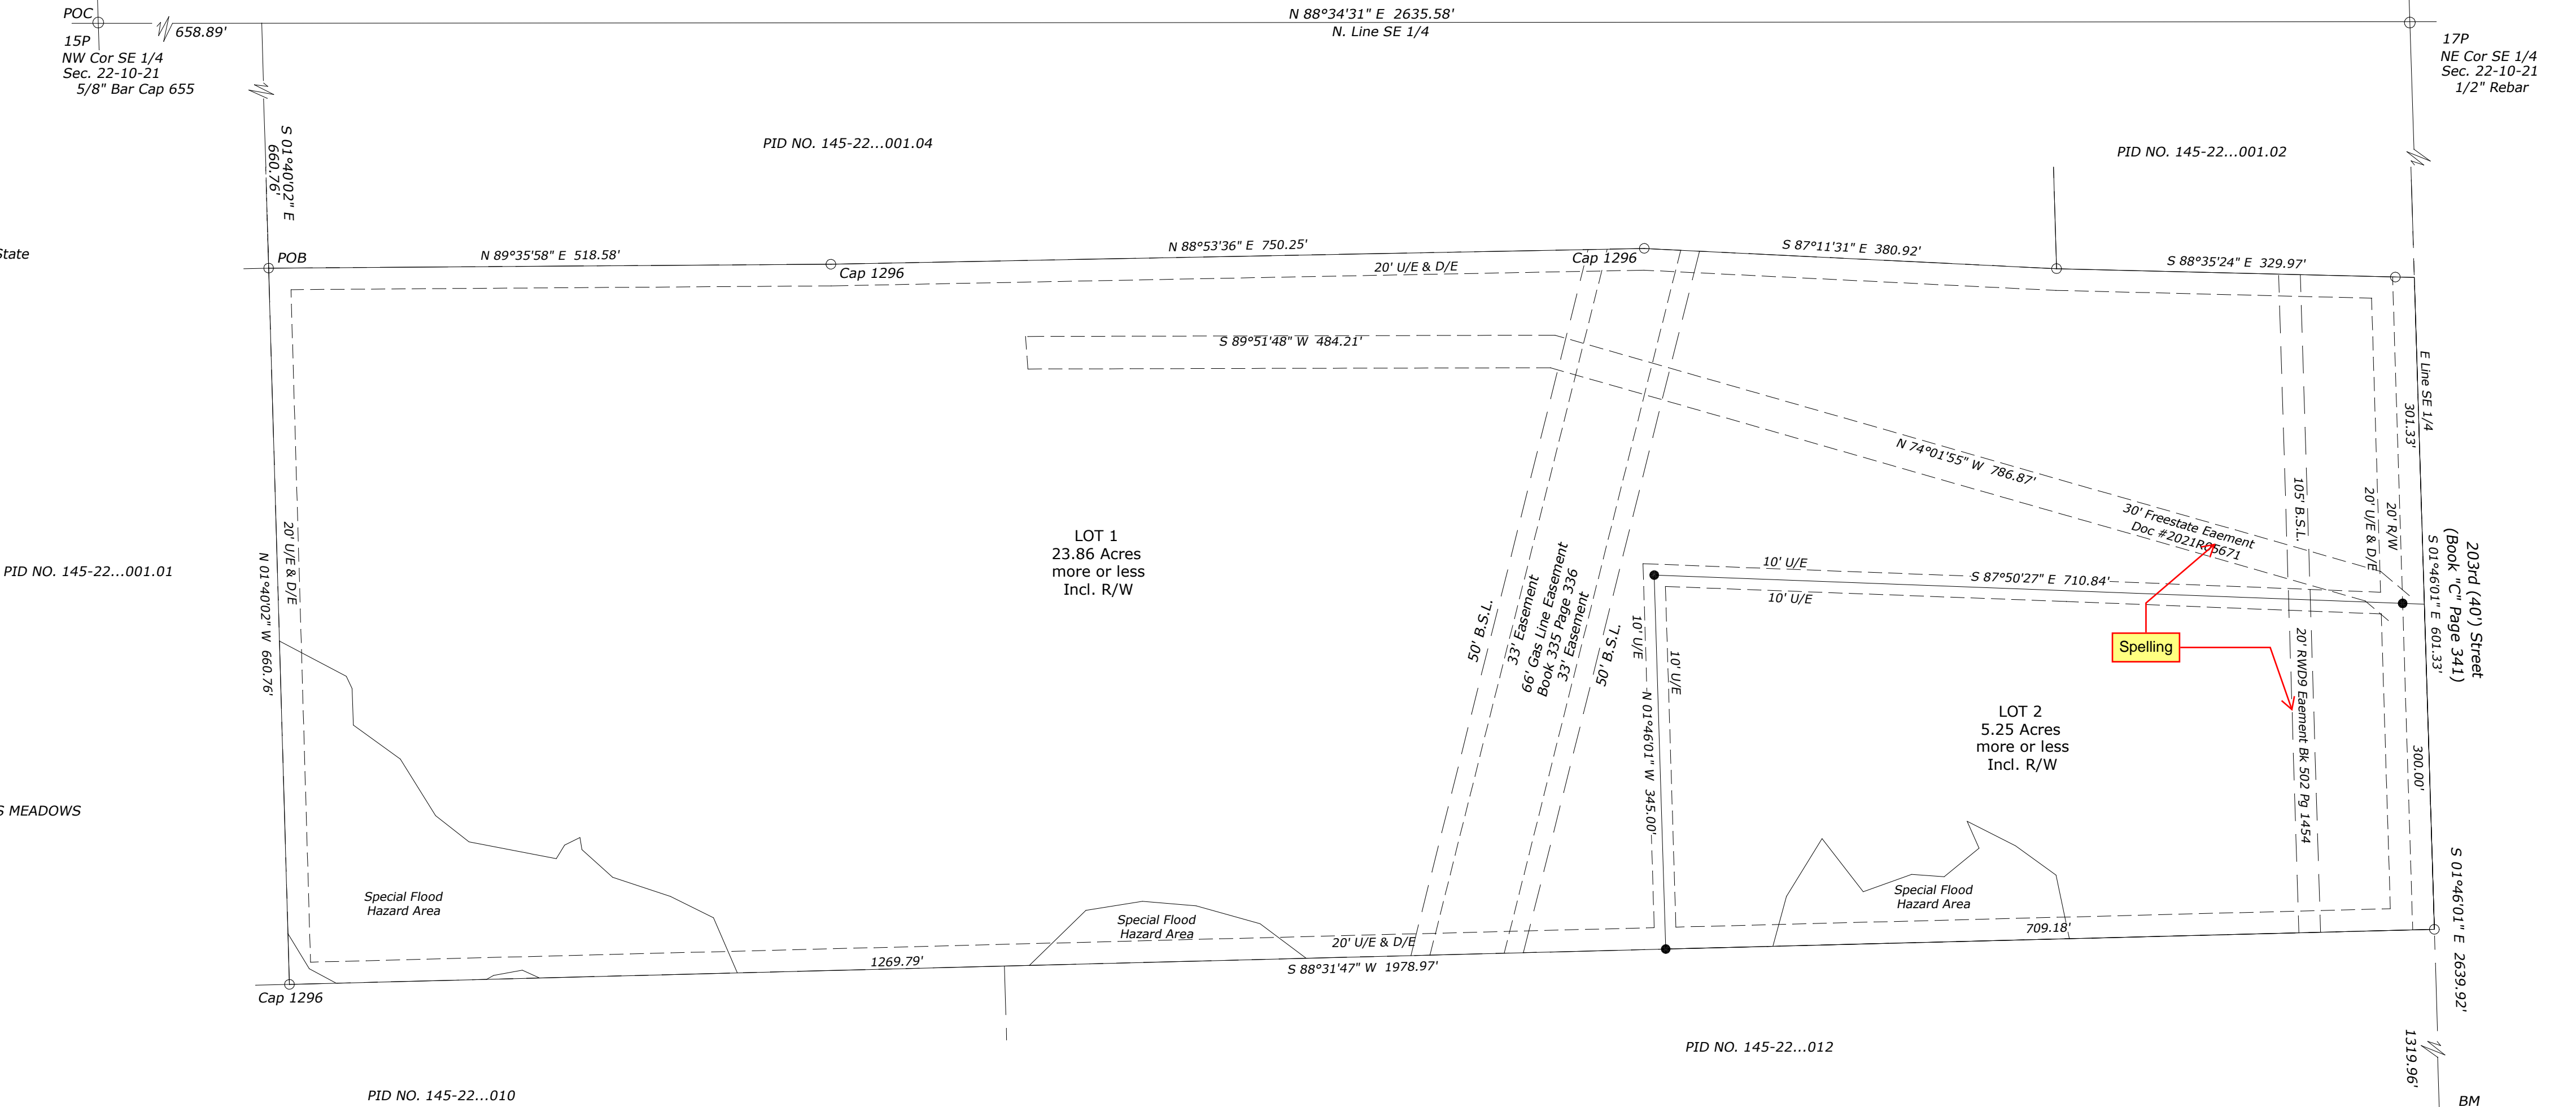 POC
N 88°34'31" E  2635.58'
658.89'
N. Line SE 1/4
15P
NW Cor SE 1/4
Sec. 22-10-21
5/8" Bar Cap 655
17P
NE Cor SE 1/4
Sec. 22-10-21
1/2" Rebar
S 01°40'02" E
660.76'
PID NO. 145-22...001.04
PID NO. 145-22...001.02
State
POB
N 89°35'58" E  518.58'
Cap 1296
N 88°53'36" E  750.25'
Cap 1296
20' U/E & D/E
S 87°11'31" E  380.92'
S 88°35'24" E  329.97'
S 89°51'48" W  484.21'
E Line SE 1/4
301.33'
N 74°01'55" W  786.87'
30' Freestate Eaement
Doc #2021R05671
105' B.S.L.
20' U/E & D/E
20' R/W
203rd (40') Street
(Book "C" Page 341)
S 01°46'01" E  601.33'
LOT 1
23.86 Acres
more or less
Incl. R/W
PID NO. 145-22...001.01
20' U/E & D/E
N 01°40'02" W  660.76'
50' B.S.L.
33' Easement
66' Gas Line Easement
Book 335 Page 336
33' Easement
50' B.S.L.
10' U/E
S 87°50'27" E  710.84'
10' U/E
10' U/E
10' U/E
N 01°46'01" W  345.00'
Spelling
LOT 2
5.25 Acres
more or less
Incl. R/W
20' RWD9 Eaement Bk 502 Pg 1454
300.00'
S MEADOWS
Special Flood
Hazard Area
Special Flood
Hazard Area
Special Flood
Hazard Area
20' U/E & D/E
709.18'
1269.79'
S 88°31'47" W  1978.97'
Cap 1296
S 01°46'01" E  2639.92'
1319.96'
PID NO. 145-22...012
PID NO. 145-22...010
BM